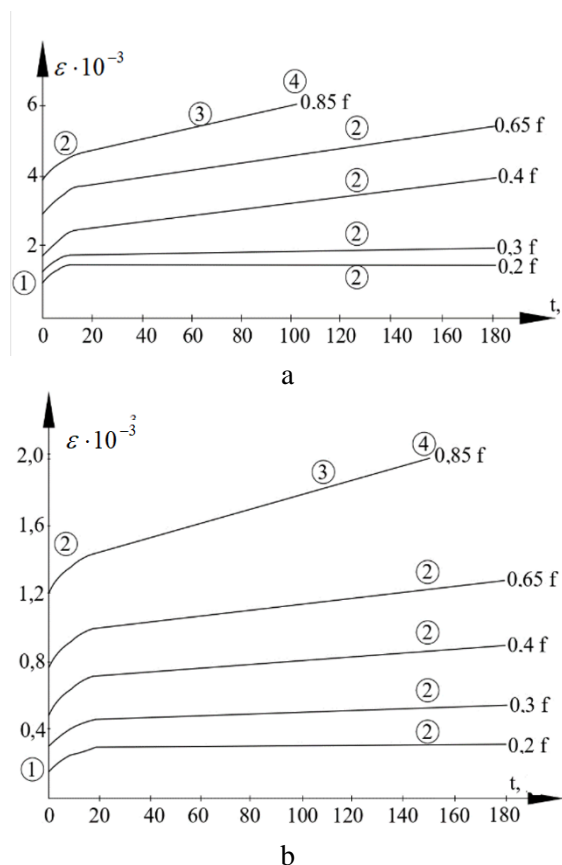 ε · 10⁻³
④
6
③
0.85 f
②
②
0.65 f
4
②
0.4 f
②
2
0,3 f
0.2 f
①
②
t,
0 20 40 60 80 100 120 140 160 180
a
ε · 10⁻³
2,0
④
0,85 f
③
1,6
②
②
0.65 f
1,2
②
0.4 f
0,8
②
0.3 f
②
0,4
0.2 f
①
t,
0 20 40 60 80 100 120 140 160 180
b